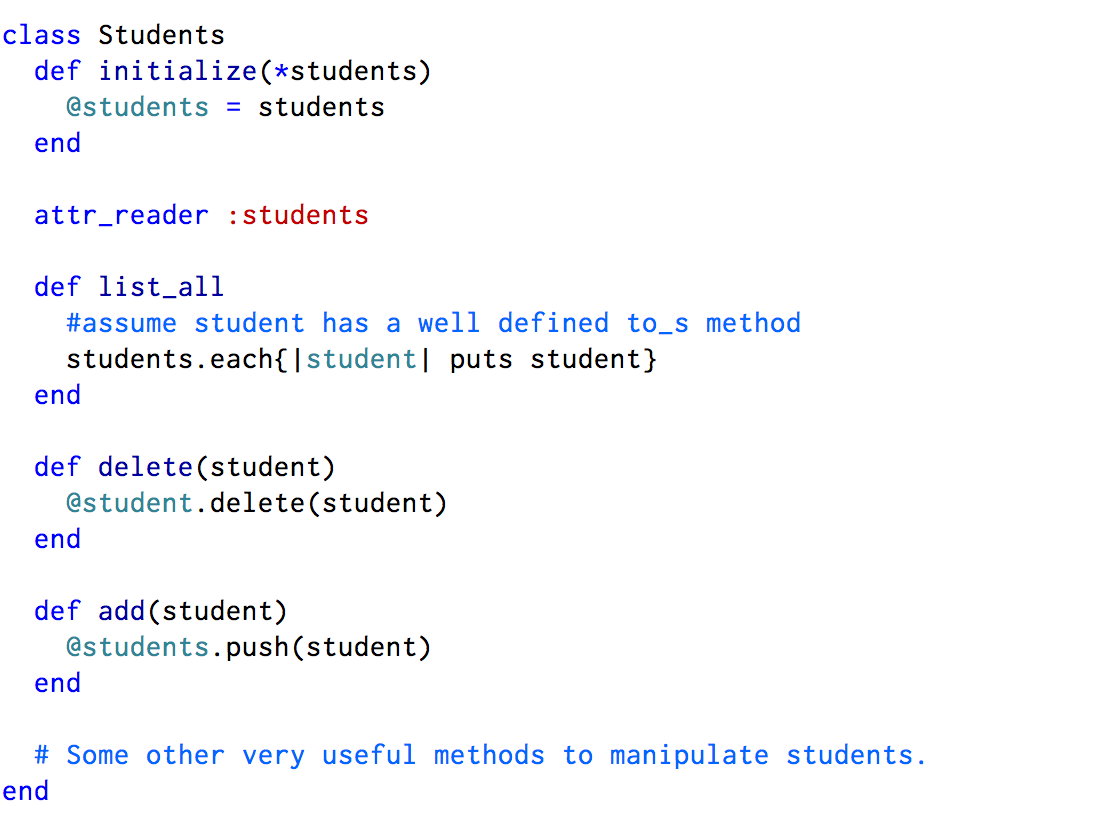 class Students
  def initialize(*students)
    @students = students
  end
  attr_reader :students
  def list_all
    #assume student has a well defined to_s method
    students.each{|student| puts student}
  end
  def delete(student)
    @student.delete(student)
  end
  def add(student)
    @students.push(student)
  end
  # Some other very useful methods to manipulate students.
end